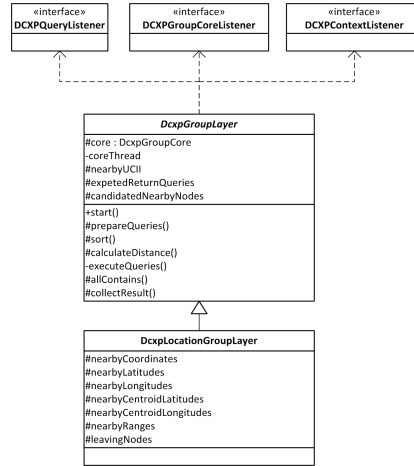 «interface»
DCXPQueryListener
«interface»
DCXPGroupCoreListener
«interface»
DCXPContextListener
DcxpGroupLayer
#core : DcxpGroupCore
-coreThread
#nearbyUCII
#expetedReturnQueries
#candidatedNearbyNodes
+start()
#prepareQueries()
#sort()
#calculateDistance()
-executeQueries()
#allContains()
#collectResult()
DcxpLocationGroupLayer
#nearbyCoordinates
#nearbyLatitudes
#nearbyLongitudes
#nearbyCentroidLatitudes
#nearbyCentroidLongitudes
#nearbyRanges
#leavingNodes